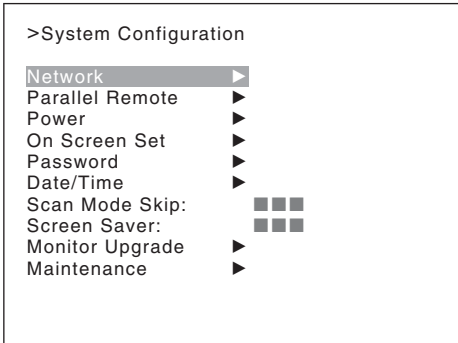 >System Configuration
Network ▶
Parallel Remote ▶
Power ▶
On Screen Set ▶
Password ▶
Date/Time ▶
Scan Mode Skip: ■■■
Screen Saver: ■■■
Monitor Upgrade ▶
Maintenance ▶